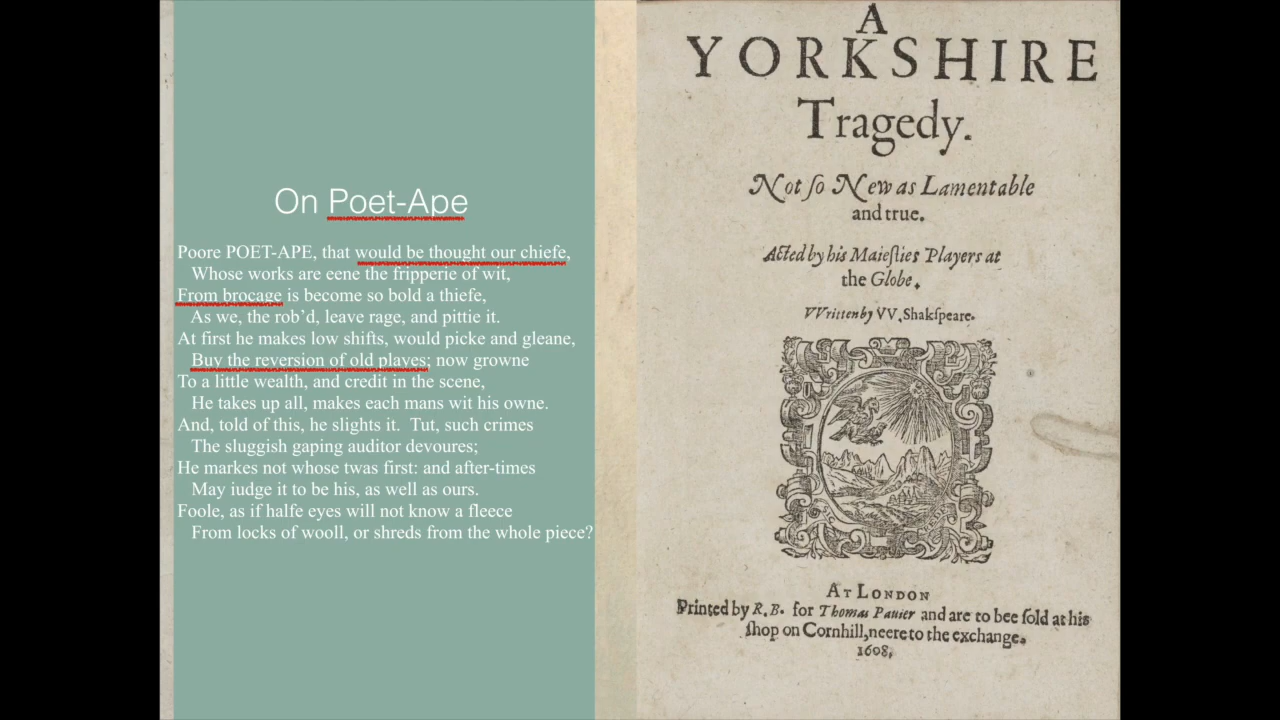 On Poet-Ape
Poore POET-APE, that would be thought our chiefe,
Whose works are eene the fripperie of wit,
From brocage is become so bold a thiefe,
As we, the rob’d, leave rage, and pittie it.
At first he makes low shifts, would picke and gleane,
Buy the reversion of old playes; now growne
To a little wealth, and credit in the scene,
He takes up all, makes each mans wit his owne.
And, told of this, he slights it.  Tut, such crimes
The sluggish gaping auditor devoures;
He markes not whose twas first: and after-times
May iudge it to be his, as well as ours.
Foole, as if halfe eyes will not know a fleece
From locks of wooll, or shreds from the whole piece?
A
YORKSHIRE
Tragedy.
Not ſo New as Lamentable
and true.
Acted by his Maieſties Players at
the Globe.
VVritten by VV. Shakſpeare.
AT LONDON
Printed by R. B. for Thomas Pauier and are to bee ſold at his
ſhop on Cornhill, neere to the exchange.
1608.